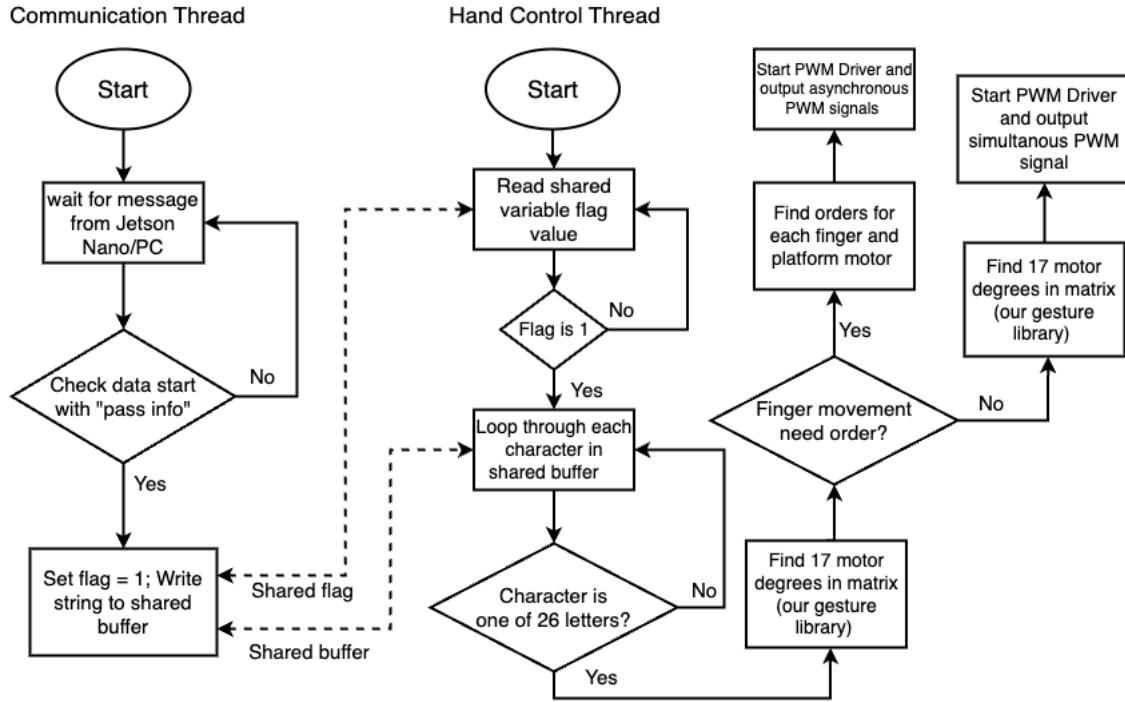 Communication Thread
Start
wait for message
from Jetson
Nano/PC
No
Check data start
with "pass info"
Yes
Set flag = 1; Write
string to shared
buffer
Shared flag
Shared buffer
Hand Control Thread
Start
Read shared
variable flag
value
No
Flag is 1
Yes
Loop through each
character in
shared buffer
No
Character is
one of 26 letters?
Yes
Find 17 motor
degrees in matrix
(our gesture
library)
Finger movement
need order?
Yes
Find orders for
each finger and
platform motor
Start PWM Driver and
output asynchronous
PWM signals
No
Find 17 motor
degrees in matrix
(our gesture
library)
Start PWM Driver
and output
simultanous PWM
signal